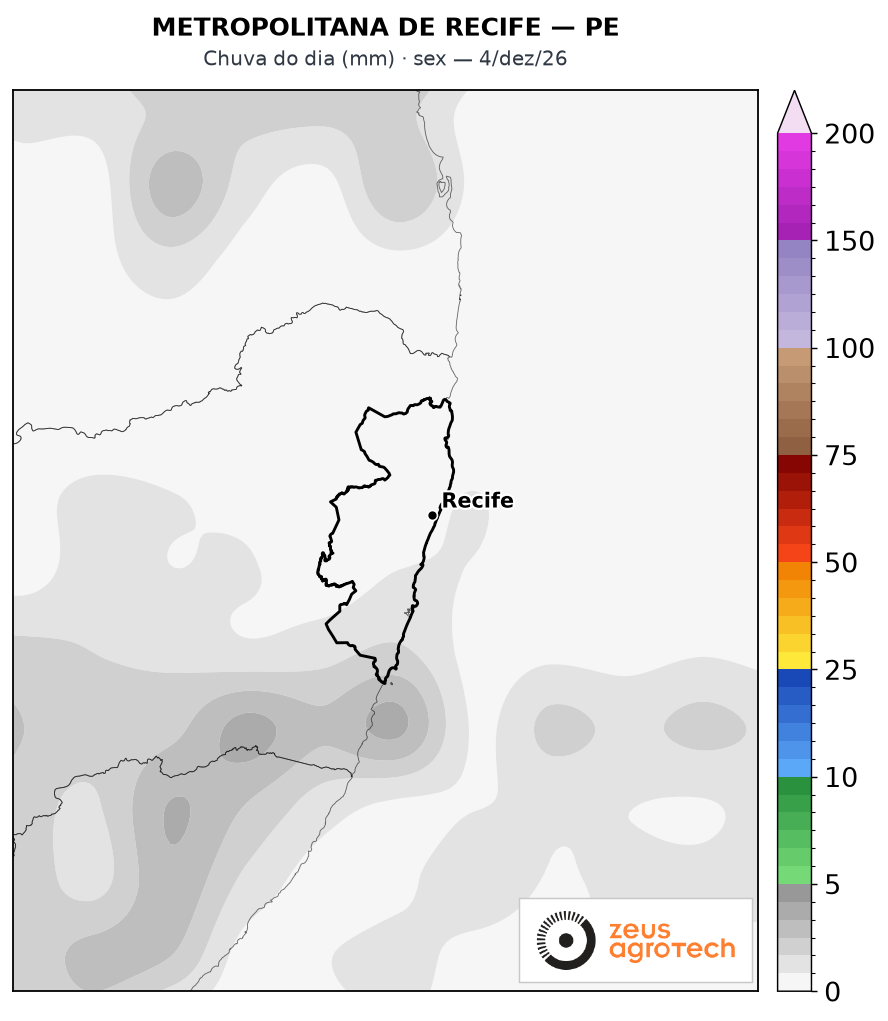 METROPOLITANA DE RECIFE — PE
Chuva do dia (mm) · sex — 4/dez/26
200
150
100
75
50
25
10
5
0
Recife
zeus
agrotech